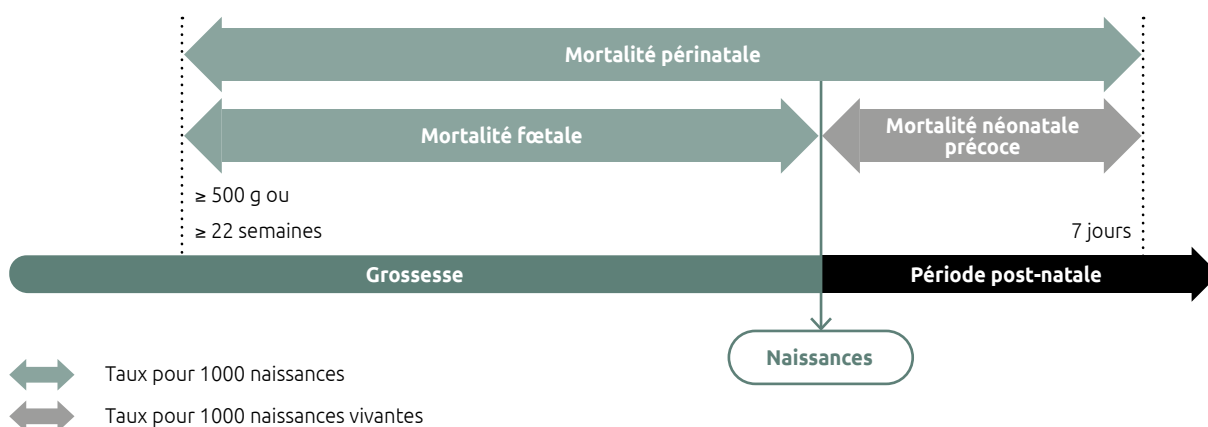 Mortalité périnatale
Mortalité fœtale
Mortalité néonatale
précoce
≥ 500 g ou
≥ 22 semaines
7 jours
Grossesse
Période post-natale
Naissances
Taux pour 1000 naissances
Taux pour 1000 naissances vivantes